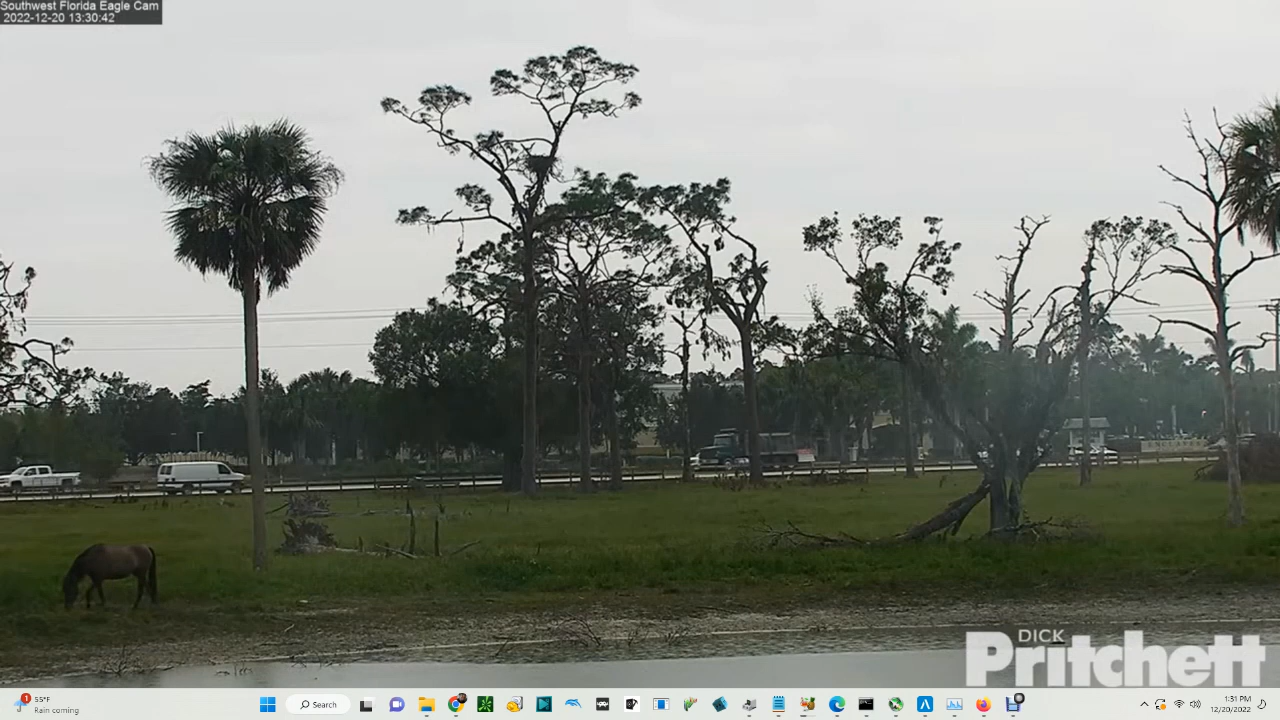 Southwest Florida Eagle Cam
2022-12-20 13:30:42
DICK
Pritchett
1
55°F
Rain coming
Search
1:31 PM
12/20/2022